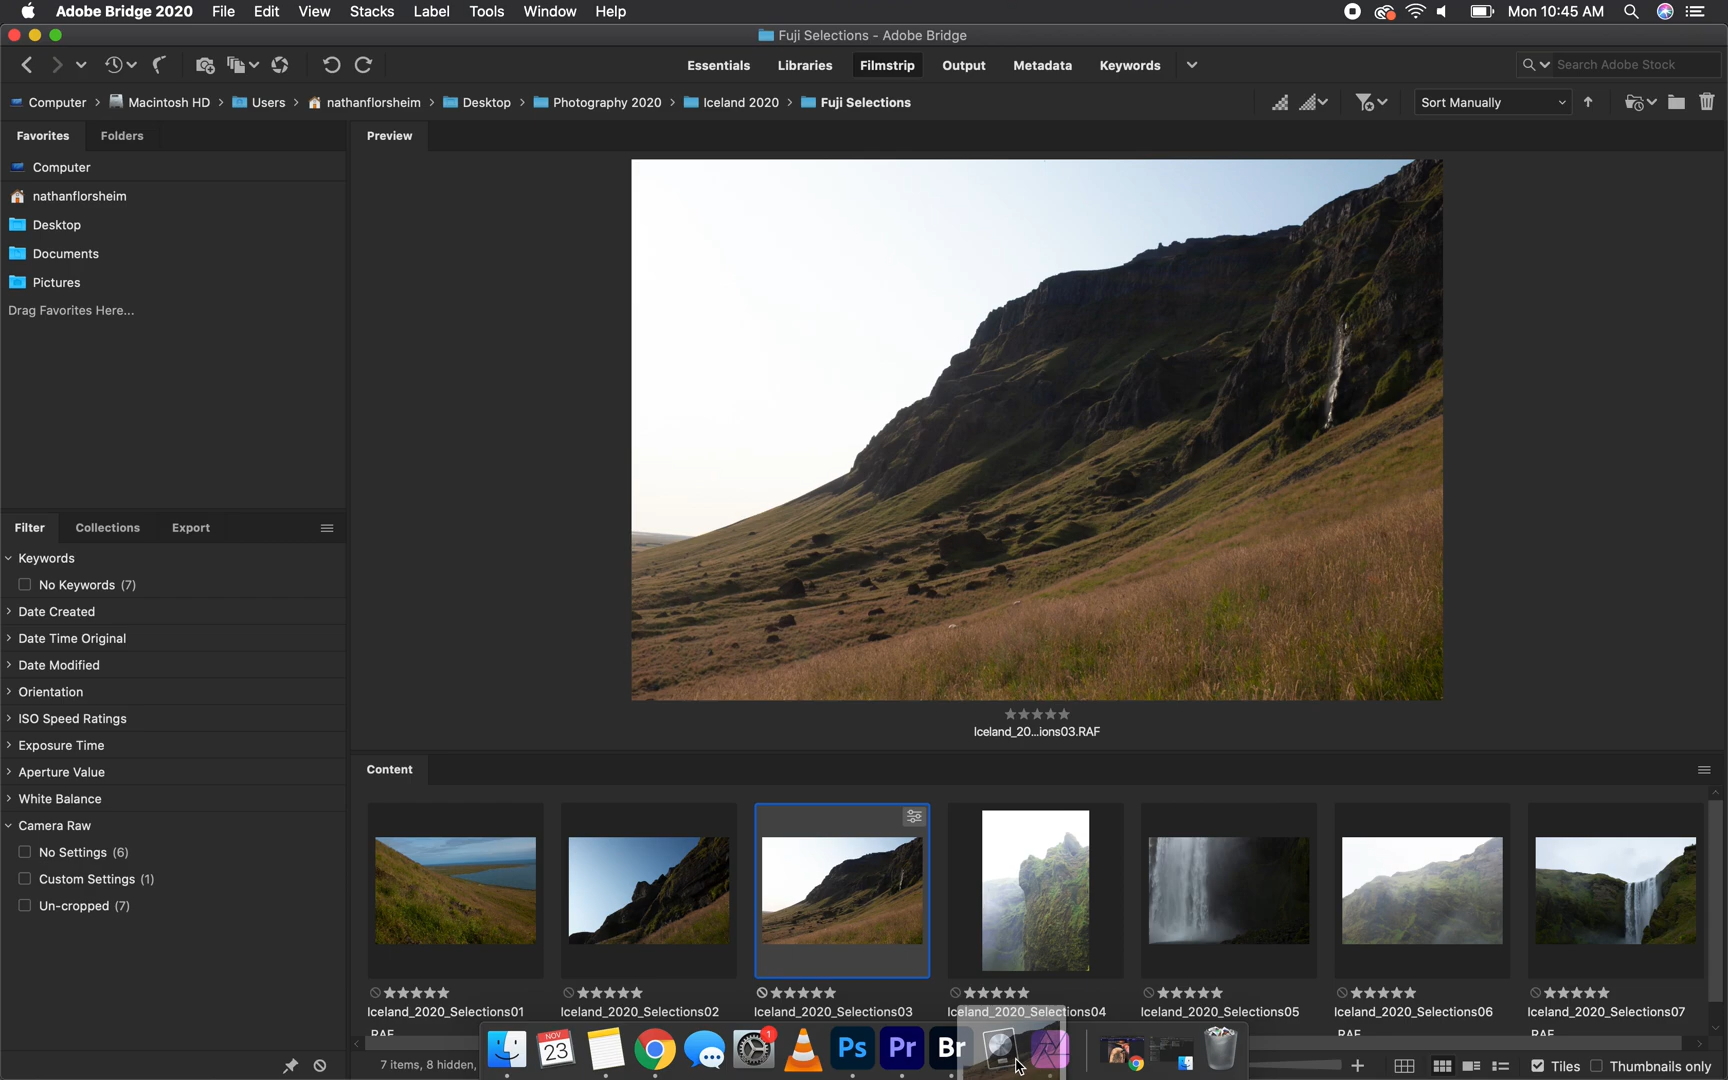 Adobe Bridge 2020 File Edit View Stacks Label Tools Window Help Mon 10:45 AM
Fuji Selections - Adobe Bridge
Essentials Libraries Filmstrip Output Metadata Keywords Search Adobe Stock
Computer Macintosh HD Users nathanflorsheim Desktop Photography 2020 Iceland 2020 Fuji Selections Sort Manually
Favorites Folders
Computer
nathanflorsheim
Desktop
Documents
Pictures
Drag Favorites Here...
Preview
Iceland_20...ions03.RAF
Filter Collections Export
Keywords
No Keywords (7)
Date Created
Date Time Original
Date Modified
Orientation
ISO Speed Ratings
Exposure Time
Aperture Value
White Balance
Camera Raw
No Settings (6)
Custom Settings (1)
Un-cropped (7)
Content
Iceland_2020_Selections01
Iceland_2020_Selections02
Iceland_2020_Selections03
Iceland_2020_Selections04
Iceland_2020_Selections05
Iceland_2020_Selections06
Iceland_2020_Selections07
RAF
RAF
RAF
NOV
23
1
Ps Pr Br
7 items, 8 hidden,
Tiles Thumbnails only